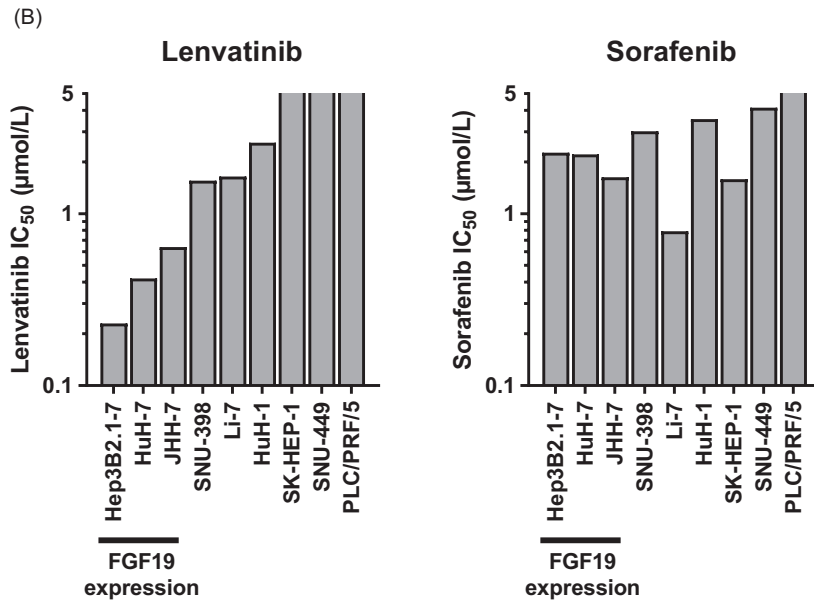 (B)
Lenvatinib
Lenvatinib IC50 (µmol/L)
5
1
0.1
Hep3B2.1-7
HuH-7
JHH-7
SNU-398
Li-7
HuH-1
SK-HEP-1
SNU-449
PLC/PRF/5
FGF19
expression
Sorafenib
Sorafenib IC50 (µmol/L)
5
1
0.1
Hep3B2.1-7
HuH-7
JHH-7
SNU-398
Li-7
HuH-1
SK-HEP-1
SNU-449
PLC/PRF/5
FGF19
expression